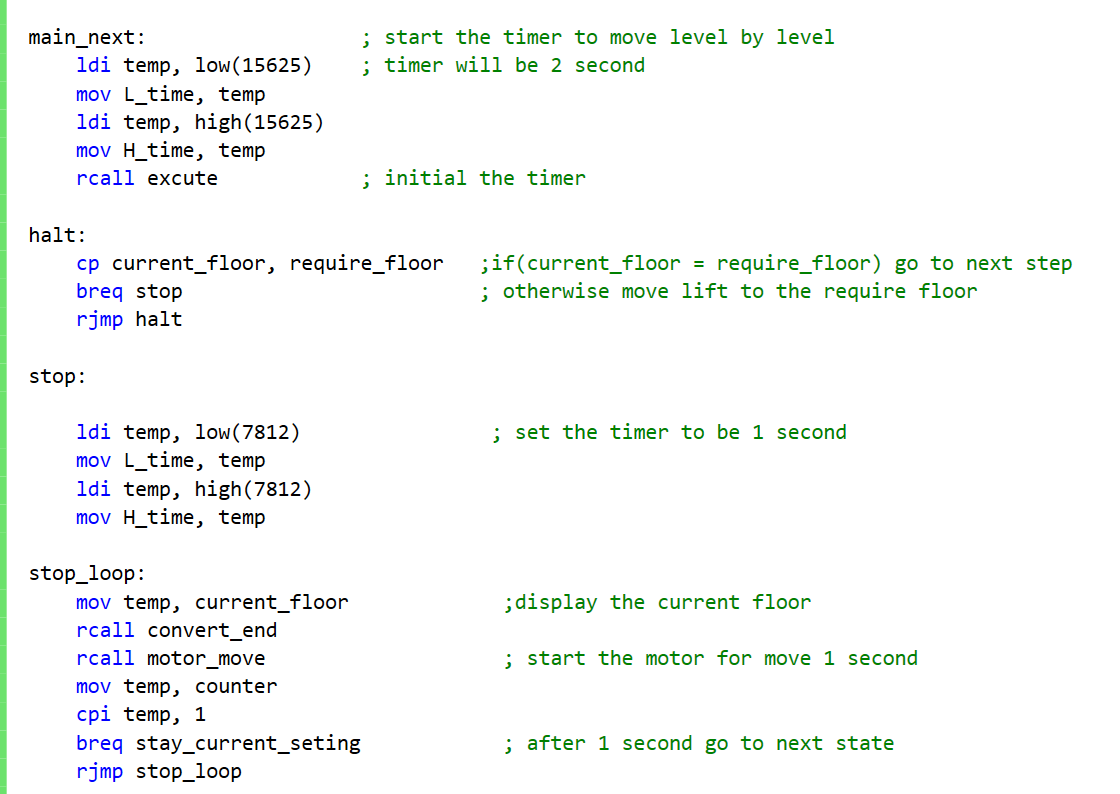 main_next: ; start the timer to move level by level
ldi temp, low(15625) ; timer will be 2 second
mov L_time, temp
ldi temp, high(15625)
mov H_time, temp
rcall excute ; initial the timer
halt:
cp current_floor, require_floor ;if(current_floor = require_floor) go to next step
breq stop ; otherwise move lift to the require floor
rjmp halt
stop:
ldi temp, low(7812) ; set the timer to be 1 second
mov L_time, temp
ldi temp, high(7812)
mov H_time, temp
stop_loop:
mov temp, current_floor ;display the current floor
rcall convert_end
rcall motor_move ; start the motor for move 1 second
mov temp, counter
cpi temp, 1
breq stay_current_seting ; after 1 second go to next state
rjmp stop_loop